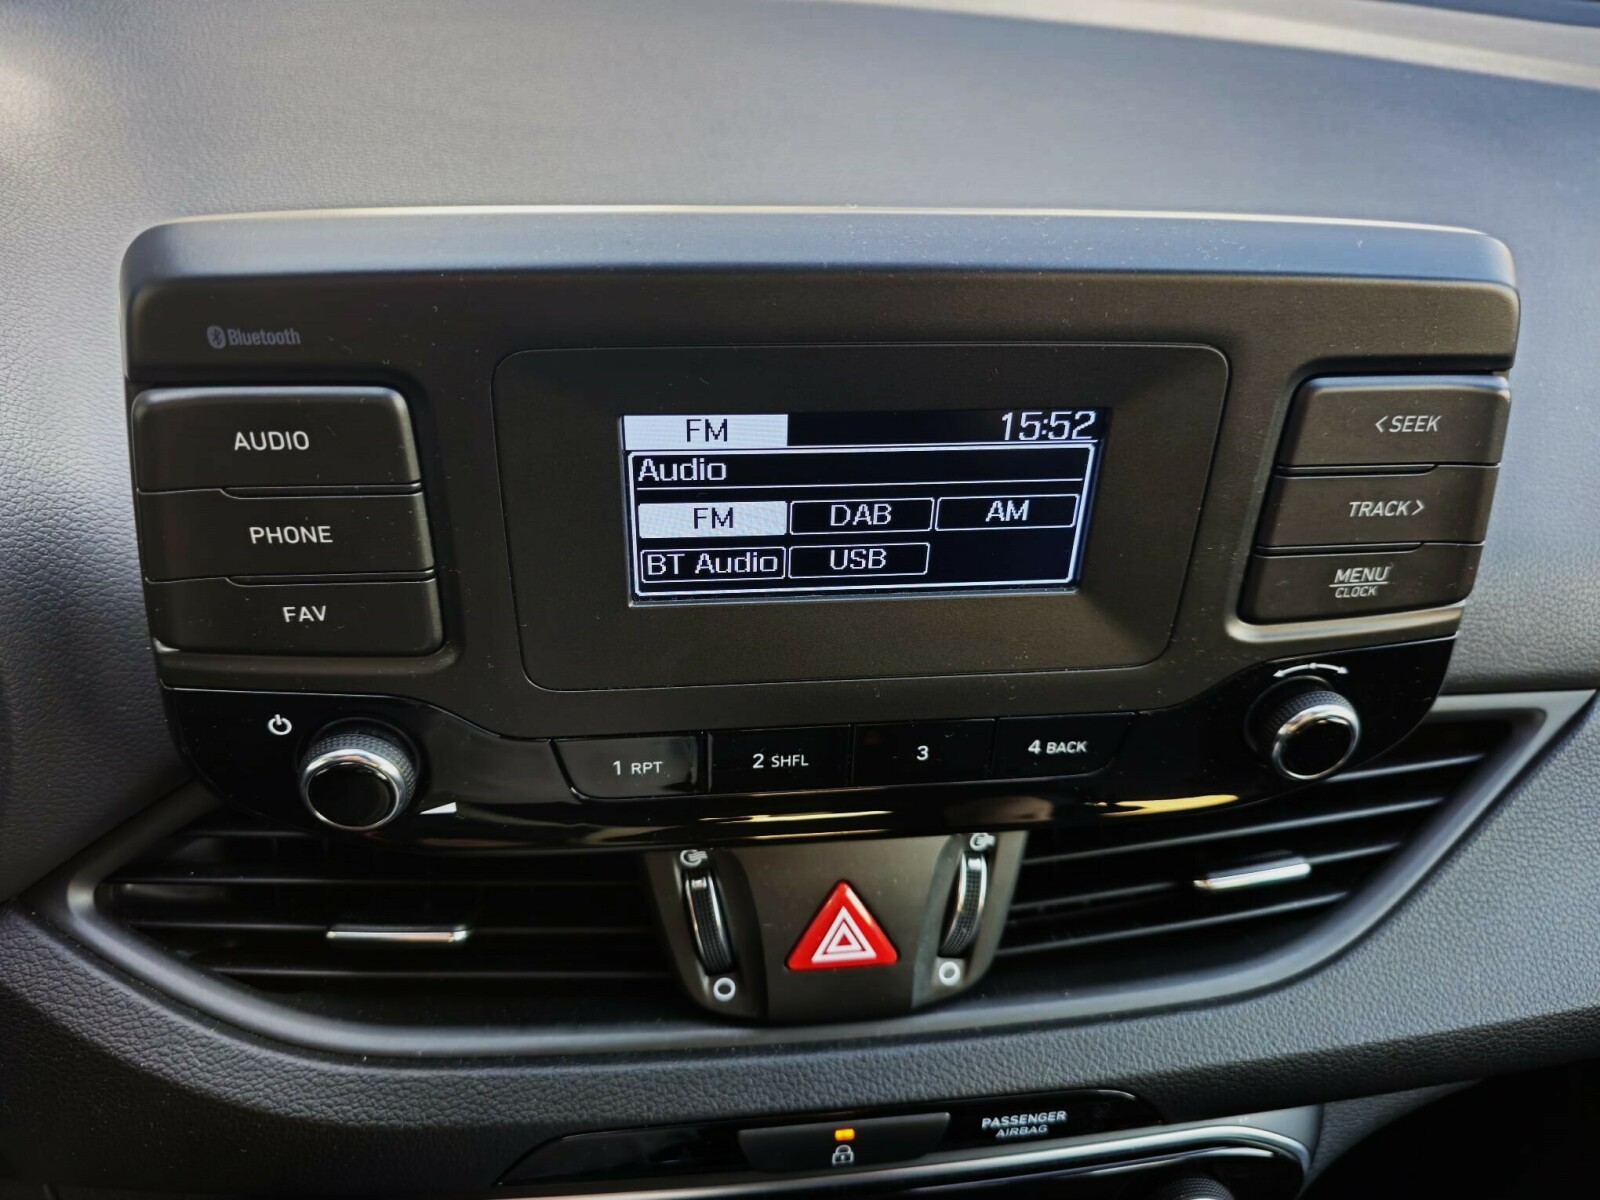 Bluetooth
AUDIO
PHONE
FAV
FM 15:52
Audio
FM DAB AM
BT Audio USB
<SEEK
TRACK>
MENU
CLOCK
1 RPT 2 SHFL 3 4 BACK
PASSENGER
AIRBAG